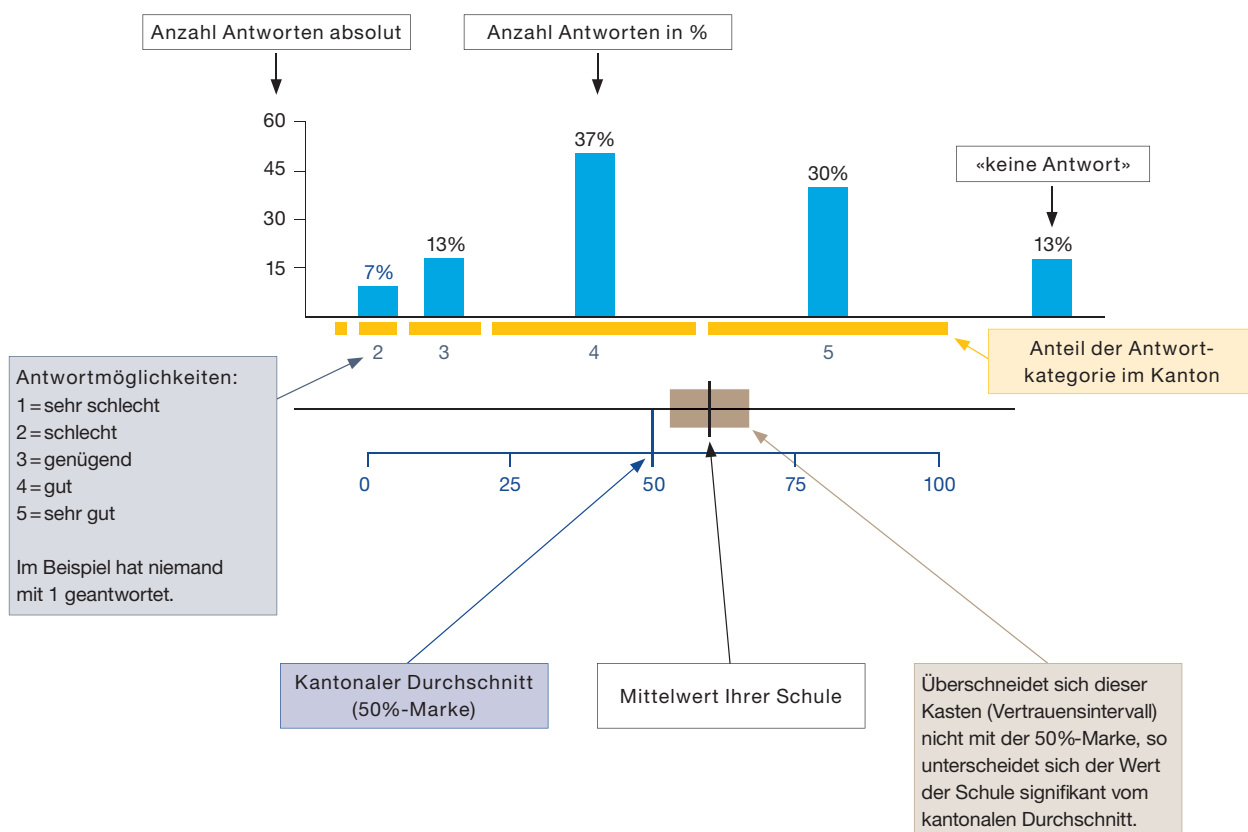 Anzahl Antworten absolut
Anzahl Antworten in %
«keine Antwort»
60
45
30
15
7%
13%
37%
30%
13%
2
3
4
5
Anteil der Antwort-
kategorie im Kanton
Antwortmöglichkeiten:
1=sehr schlecht
2=schlecht
3=genügend
4=gut
5=sehr gut
Im Beispiel hat niemand
mit 1 geantwortet.
0
25
50
75
100
Kantonaler Durchschnitt
(50%-Marke)
Mittelwert Ihrer Schule
Überschneidet sich dieser
Kasten (Vertrauensintervall)
nicht mit der 50%-Marke, so
unterscheidet sich der Wert
der Schule signifikant vom
kantonalen Durchschnitt.